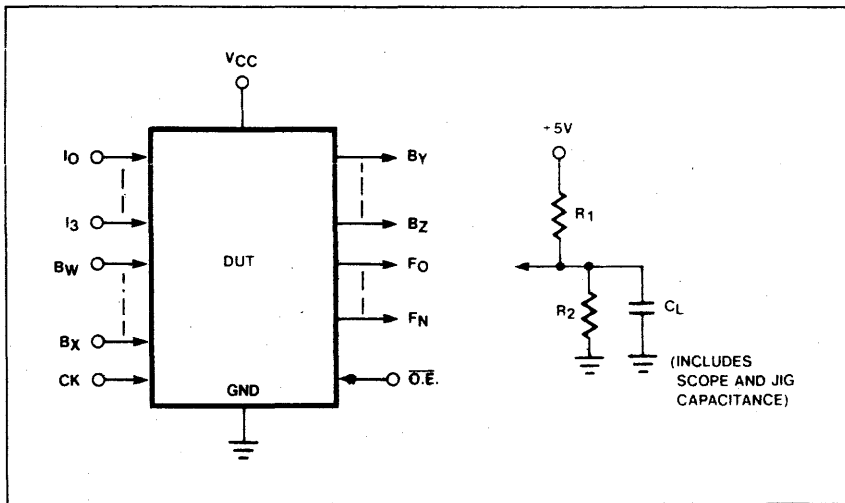 VCC
I0
I3
BW
BX
CK
DUT
GND
BY
BZ
F0
FN
O.E.
+5V
R1
R2
CL
(INCLUDES
SCOPE AND JIG
CAPACITANCE)